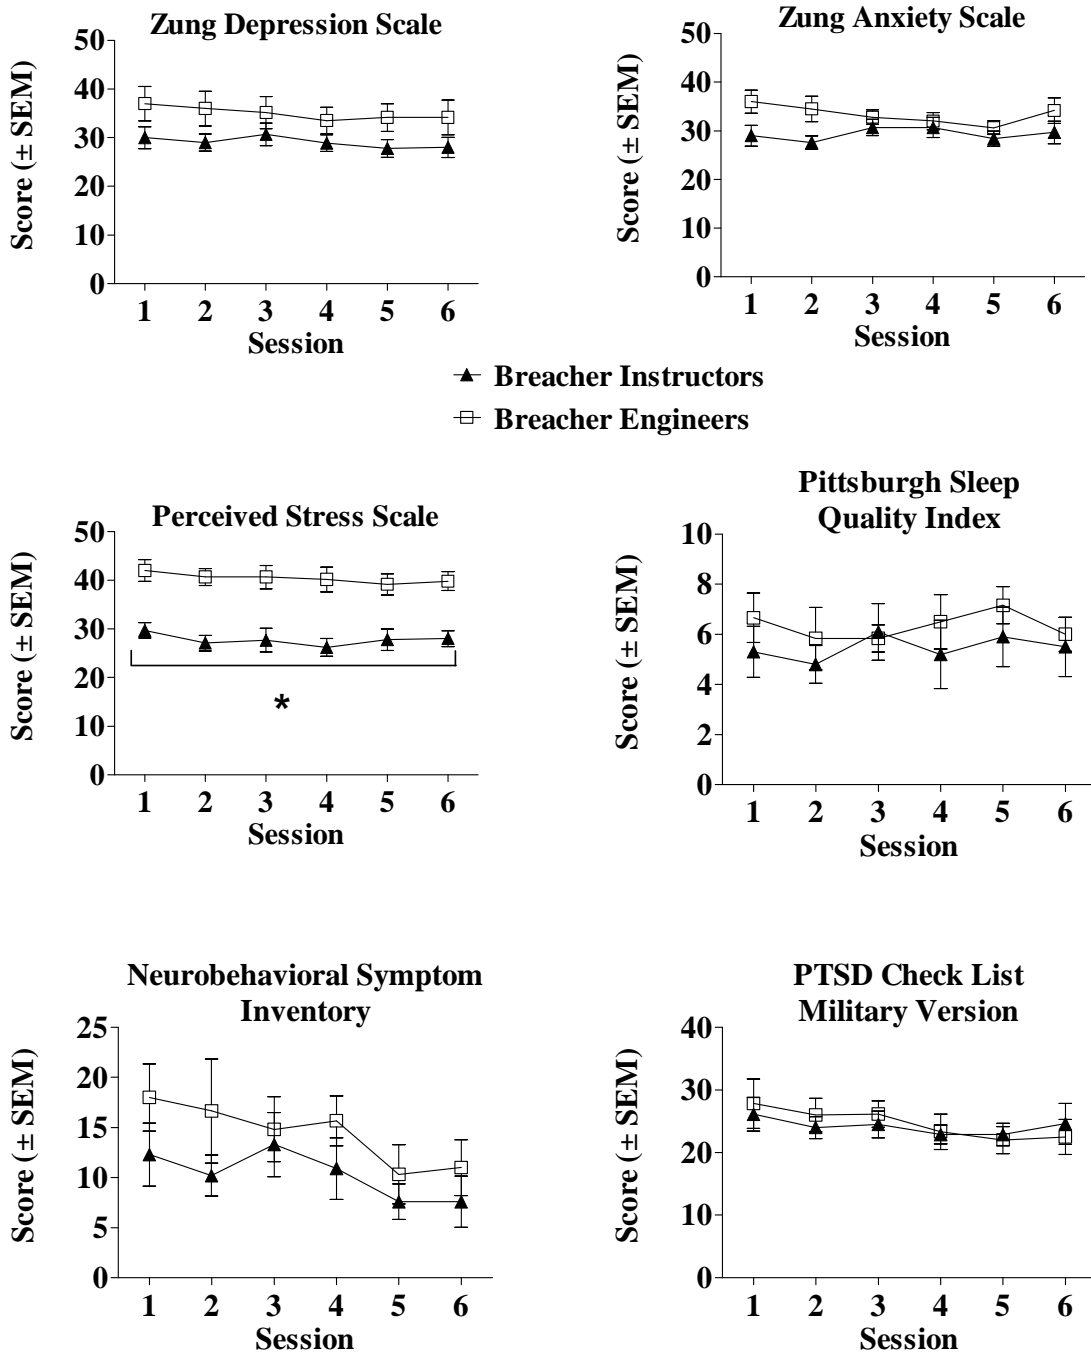 Zung Depression Scale
50
40
30
20
10
0
Score (± SEM)
1 2 3 4 5 6
Session
Zung Anxiety Scale
50
40
30
20
10
0
Score (± SEM)
1 2 3 4 5 6
Session
Breacher Instructors
Breacher Engineers
Perceived Stress Scale
50
40
30
20
10
0
Score (± SEM)
*
1 2 3 4 5 6
Session
Pittsburgh Sleep
Quality Index
10
8
6
4
2
0
Score (± SEM)
1 2 3 4 5 6
Session
Neurobehavioral Symptom
Inventory
25
20
15
10
5
0
Score (± SEM)
1 2 3 4 5 6
Session
PTSD Check List
Military Version
40
30
20
10
0
Score (± SEM)
1 2 3 4 5 6
Session